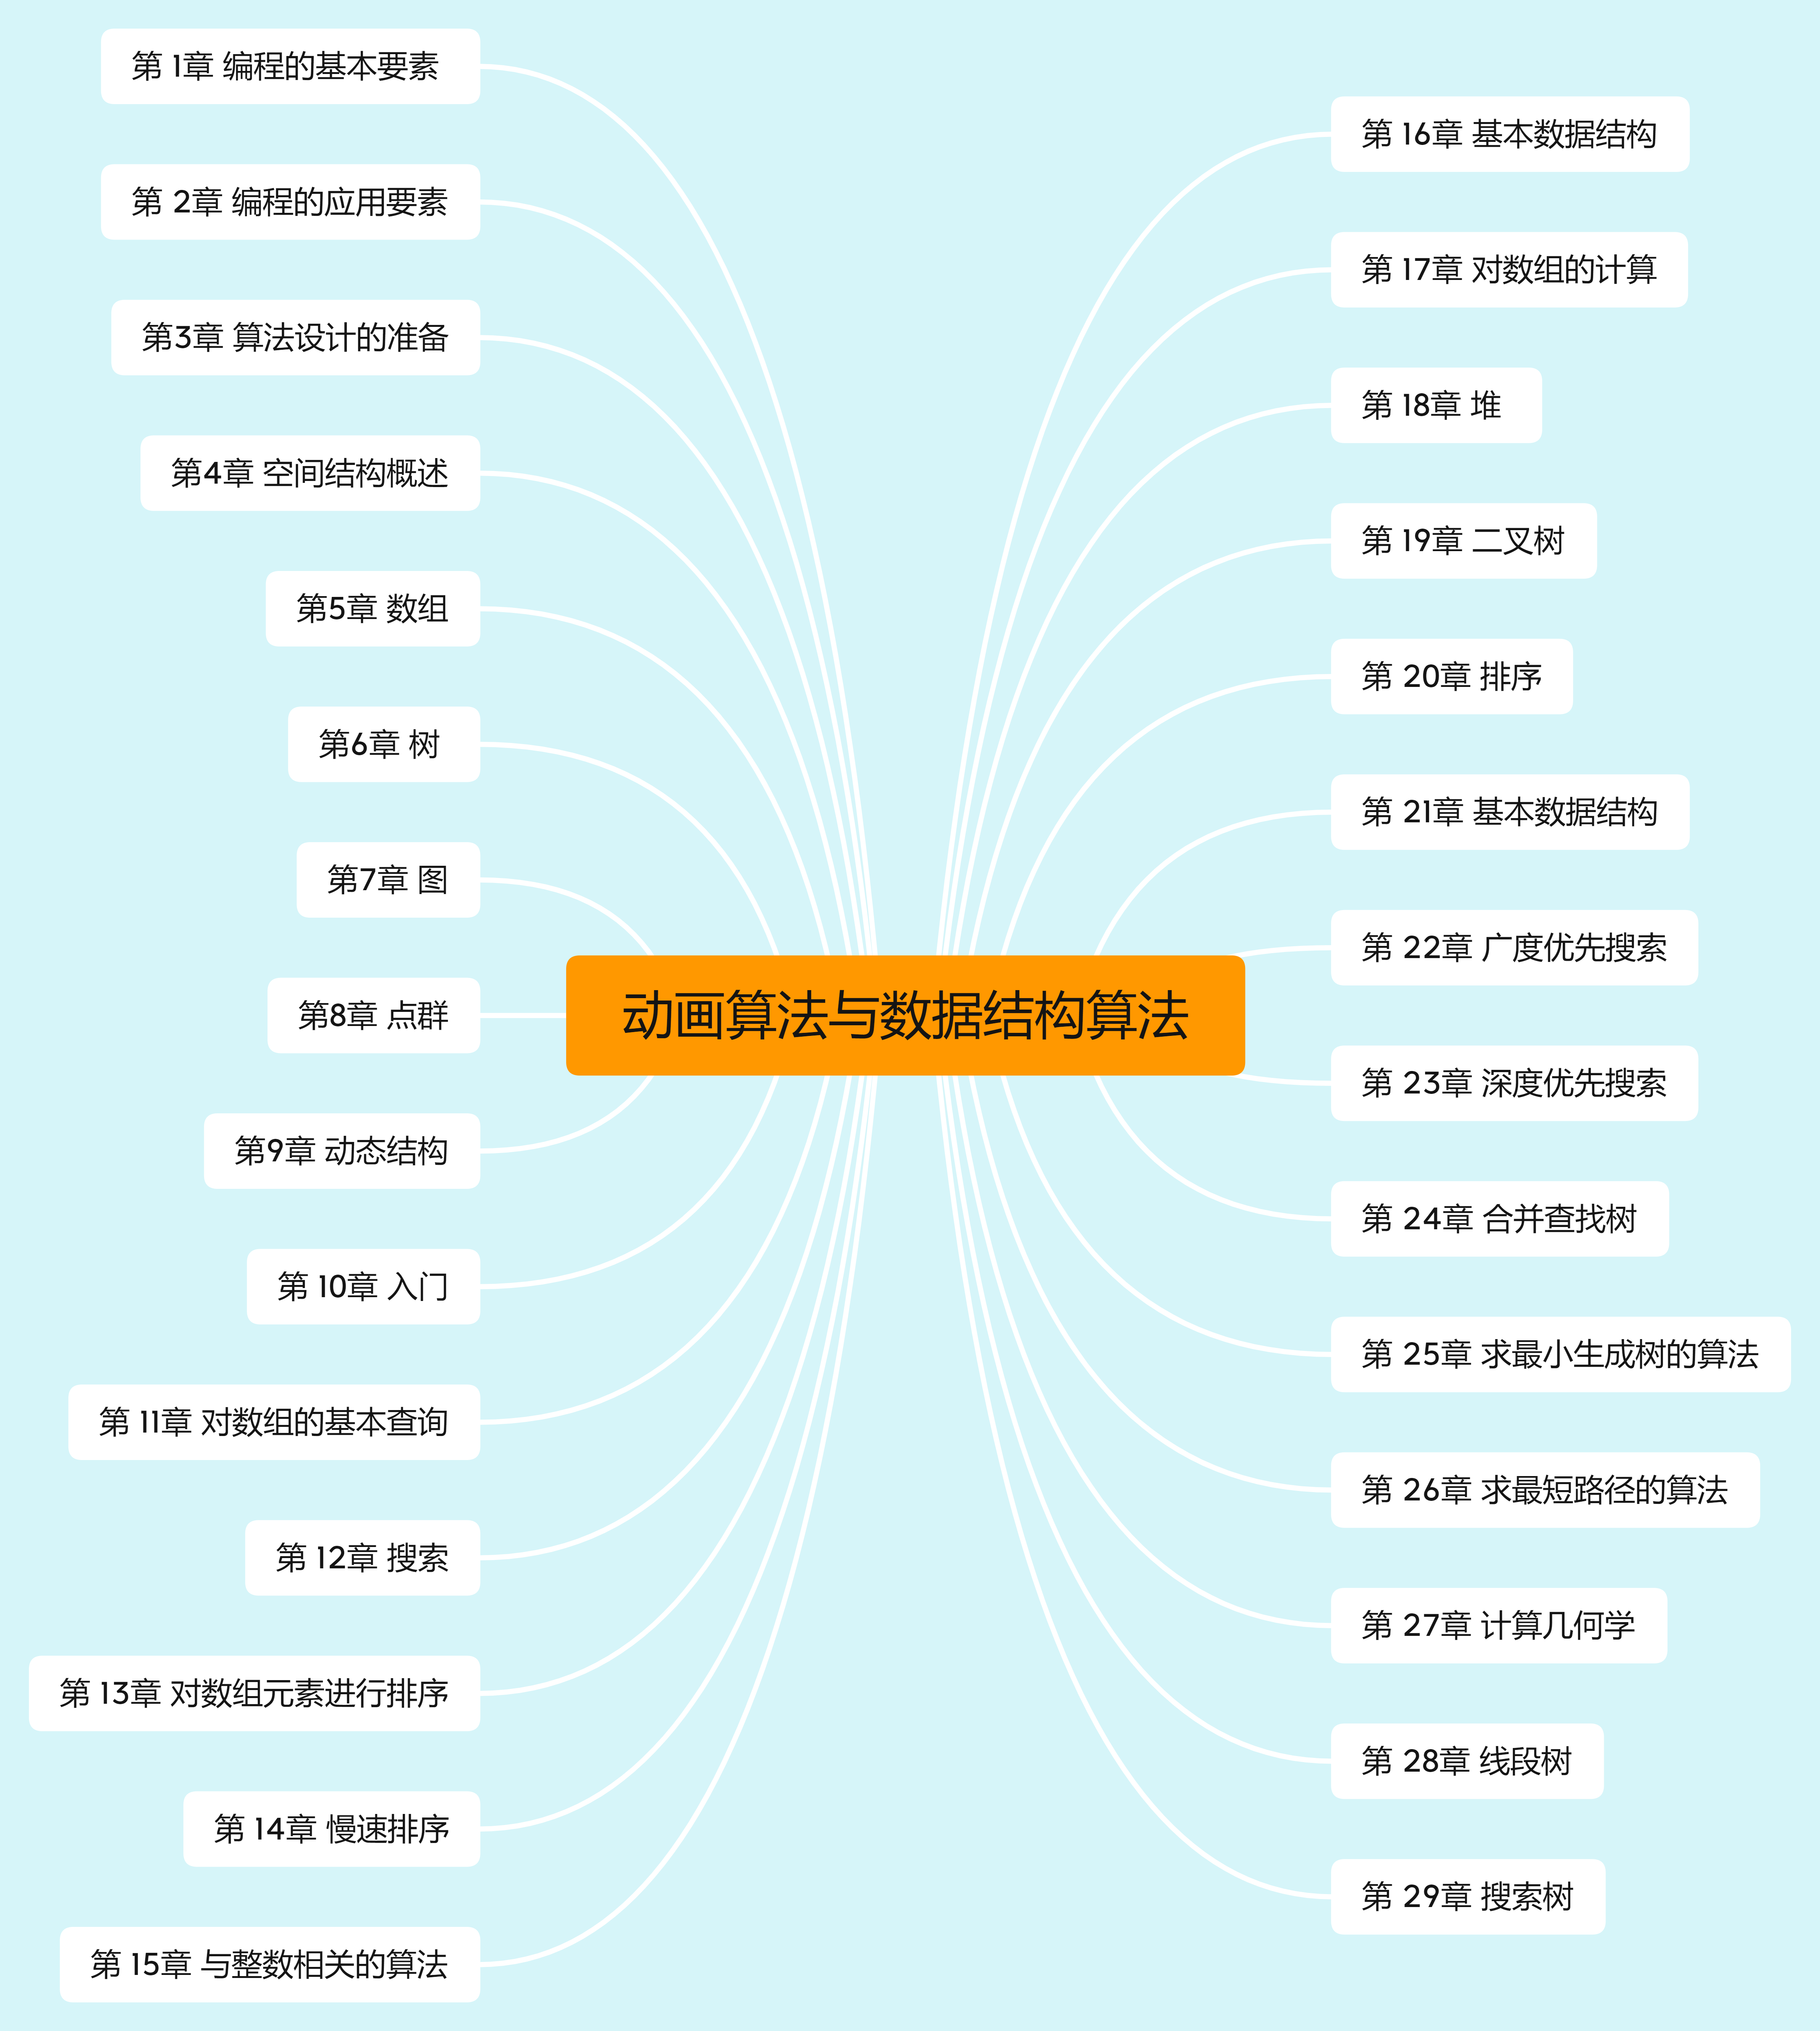 第 1章 编程的基本要素
第 2章 编程的应用要素
第3章 算法设计的准备
第4章 空间结构概述
第5章 数组
第6章 树
第7章 图
第8章 点群
第9章 动态结构
第 10章 入门
第 11章 对数组的基本查询
第 12章 搜索
第 13章 对数组元素进行排序
第 14章 慢速排序
第 15章 与整数相关的算法
动画算法与数据结构算法
第 16章 基本数据结构
第 17章 对数组的计算
第 18章 堆
第 19章 二叉树
第 20章 排序
第 21章 基本数据结构
第 22章 广度优先搜索
第 23章 深度优先搜索
第 24章 合并查找树
第 25章 求最小生成树的算法
第 26章 求最短路径的算法
第 27章 计算几何学
第 28章 线段树
第 29章 搜索树